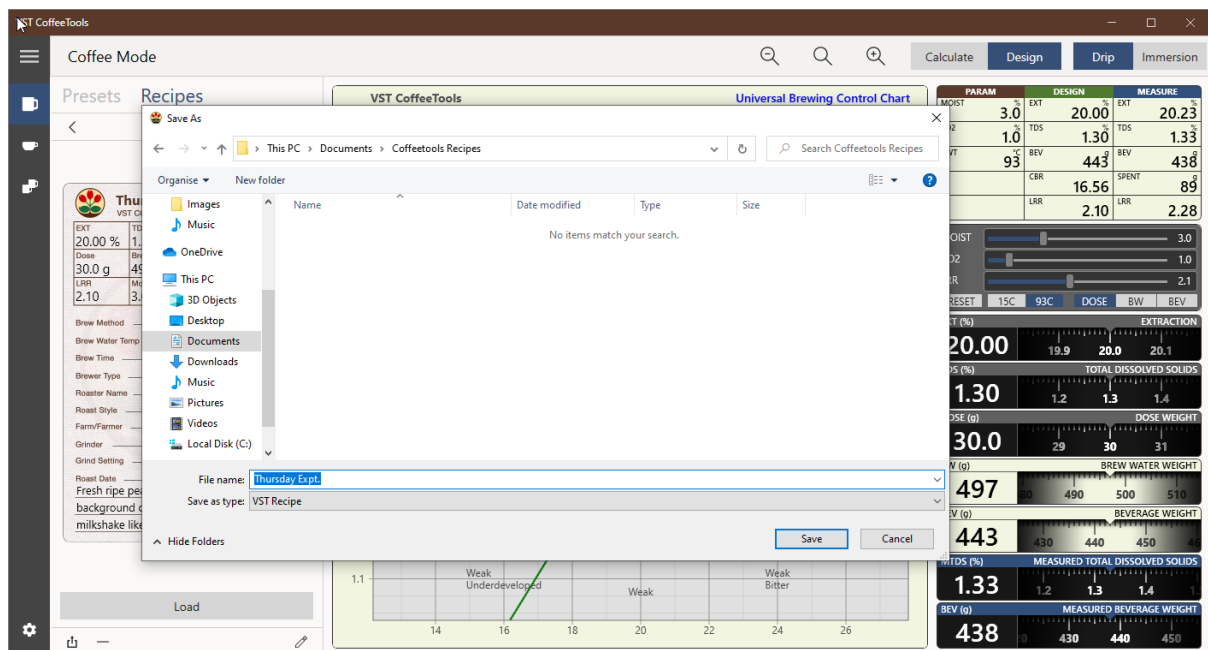 VST CoffeeTools
Coffee Mode
Calculate
Design
Drip
Immersion
Presets Recipes
VST CoffeeTools
Universal Brewing Control Chart
Save As
This PC > Documents > Coffeetools Recipes
Search Coffeetools Recipes
Organise
New folder
Images
Music
OneDrive
This PC
3D Objects
Desktop
Documents
Downloads
Music
Pictures
Videos
Local Disk (C:)
Name Date modified Type Size
No items match your search.
File name: Thursday Expt.
Save as type: VST Recipe
Hide Folders
Save
Cancel
EXT
20.00 %
Dose
30.0 g
LRR
2.10
Brew Method
Brew Water Temp
Brew Time
Brewer Type
Roaster Name
Roast Style
Farm/Farmer
Grinder
Grind Setting
Roast Date
Fresh ripe
background
milkshake like
Load
1.1
Weak
Underdeveloped
Weak
Weak
Bitter
14 16 18 20 22 24 26
PARAM DESIGN MEASURE
MOIST % 3.0 EXT % 20.00 EXT % 20.23
% 1.0 TDS % 1.30 TDS % 1.33
°C 93 BEV g 443 BEV g 438
CBR 16.56 SPENT g 89
LRR 2.10 LRR 2.28
3.0
1.0
2.1
15C 93C DOSE BW BEV
EXTRACTION
20.00 19.9 20.0 20.1
TOTAL DISSOLVED SOLIDS
1.30 1.2 1.3 1.4
DOSE WEIGHT
30.0 29 30 31
BREW WATER WEIGHT
497 490 500 510
BEVERAGE WEIGHT
443 430 440 450
MTDS (%) MEASURED TOTAL DISSOLVED SOLIDS
1.33 1.2 1.3 1.4
BEV (g) MEASURED BEVERAGE WEIGHT
438 430 440 450